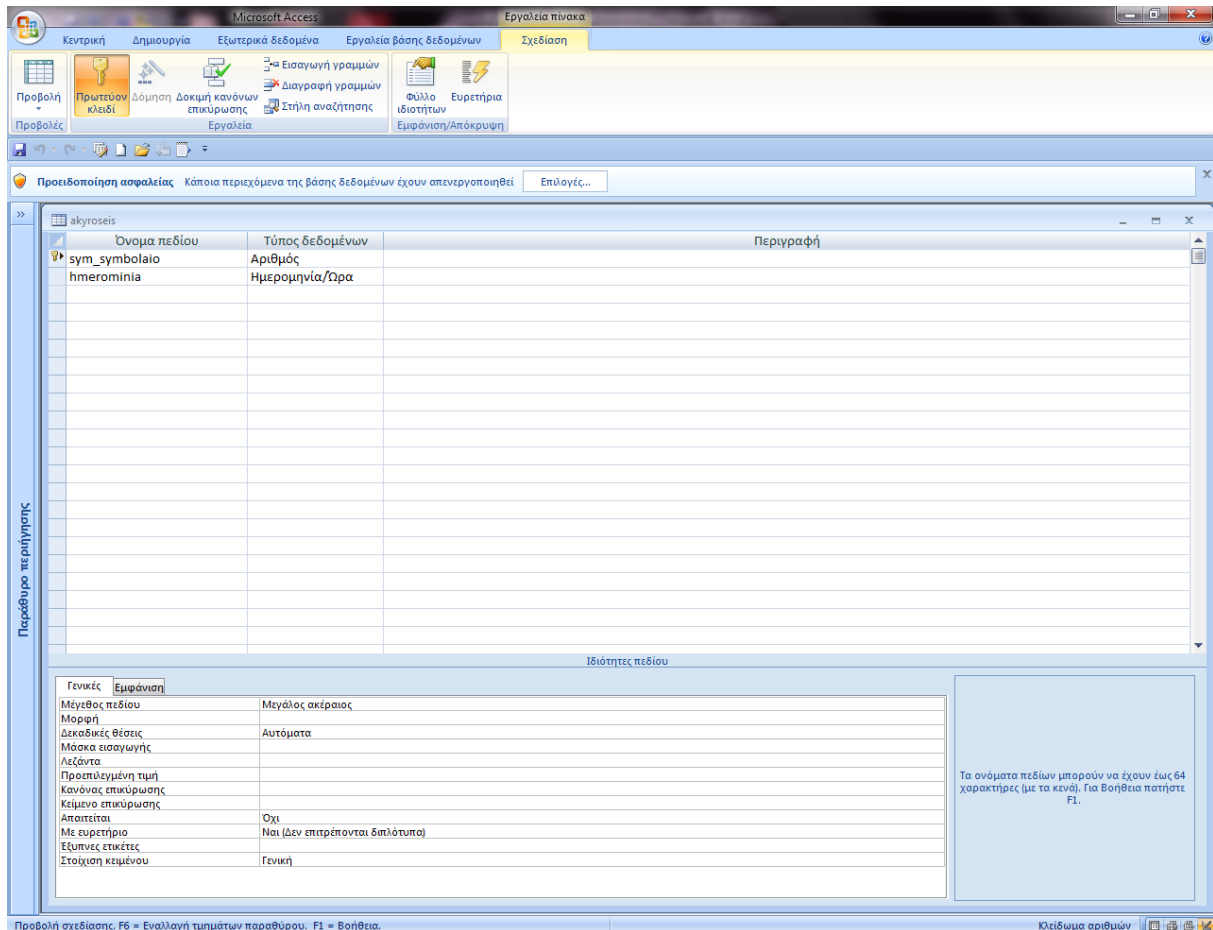 Microsoft Access
Εργαλεία πίνακα
Κεντρική Δημιουργία Εξωτερικά δεδομένα Εργαλεία βάσης δεδομένων Σχεδίαση
Προβολή
Πρωτεύον κλειδί
Δόμηση
Δοκιμή κανόνων επικύρωσης
Εισαγωγή γραμμών
Διαγραφή γραμμών
Στήλη αναζήτησης
Φύλλο ιδιοτήτων
Ευρετήρια
Προβολές Εργαλεία Εμφάνιση/Απόκρυψη
Προειδοποίηση ασφαλείας Κάποια περιεχόμενα της βάσης δεδομένων έχουν απενεργοποιηθεί Επιλογές...
»
Παράθυρο περιήγησης
akyroseis
Όνομα πεδίου Τύπος δεδομένων Περιγραφή
sym_symbolaio Αριθμός
hmerominia Ημερομηνία/Ώρα
Ιδιότητες πεδίου
Γενικές Εμφάνιση
Μέγεθος πεδίου Μεγάλος ακέραιος
Μορφή
Δεκαδικές θέσεις Αυτόματα
Μάσκα εισαγωγής
Λεζάντα
Προεπιλεγμένη τιμή
Κανόνας επικύρωσης
Κείμενο επικύρωσης
Απαιτείται Όχι
Με ευρετήριο Ναι (Δεν επιτρέπονται διπλότυπα)
Έξυπνες ετικέτες
Στοίχιση κειμένου Γενική
Τα ονόματα πεδίων μπορούν να έχουν έως 64
χαρακτήρες (με τα κενά). Για Βοήθεια πατήστε
F1.
Προβολή σχεδίασης. F6 = Εναλλαγή τμημάτων παραθύρου. F1 = Βοήθεια. Κλείδωμα αριθμών